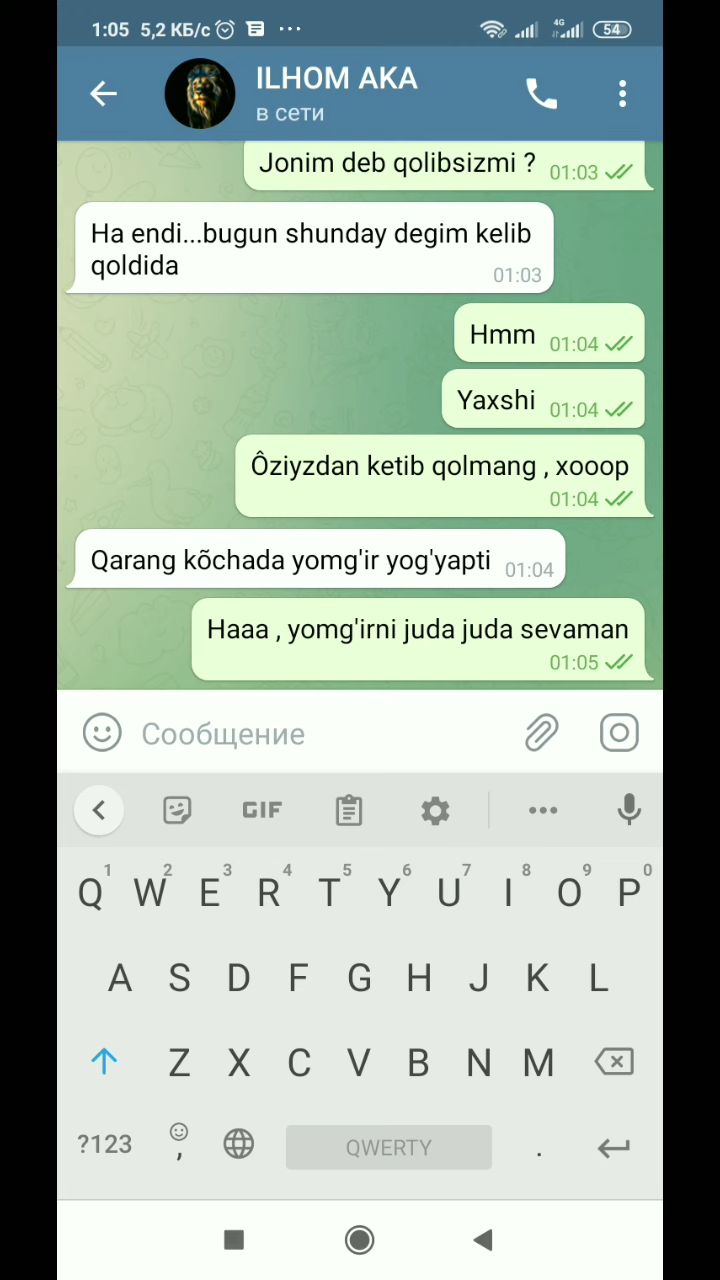 1:05 5,2 КБ/с ... 4G 54
ILHOM AKA
в сети
Jonim deb qolibsizmi ? 01:03
Ha endi...bugun shunday degim kelib
qoldida 01:03
Hmm 01:04
Yaxshi 01:04
Ôziyzdan ketib qolmang , xooop
01:04
Qarang kõchada yomg'ir yog'yapti 01:04
Haaa , yomg'irni juda juda sevaman
01:05
Сообщение
GIF ...
1 2 3 4 5 6 7 8 9 0
Q W E R T Y U I O P
A S D F G H J K L
Z X C V B N M
?123 , QWERTY .